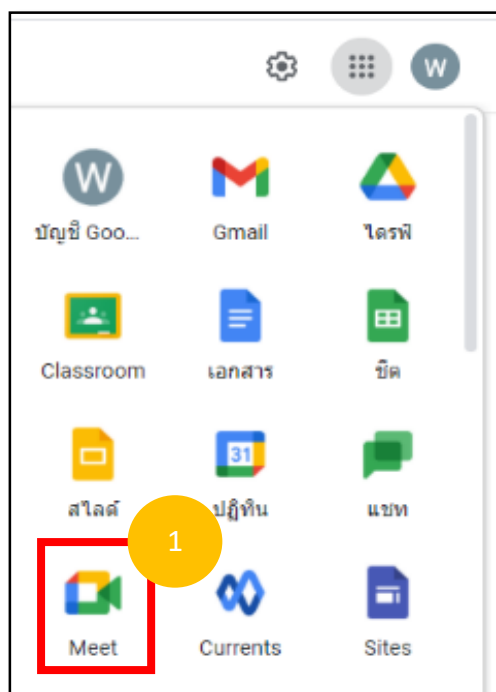 W
W
บัญชี Goo...
Gmail
ไดรฟ์
Classroom
เอกสาร
ชีต
31
สไลด์
ปฏิทิน
แชท
1
Meet
Currents
Sites